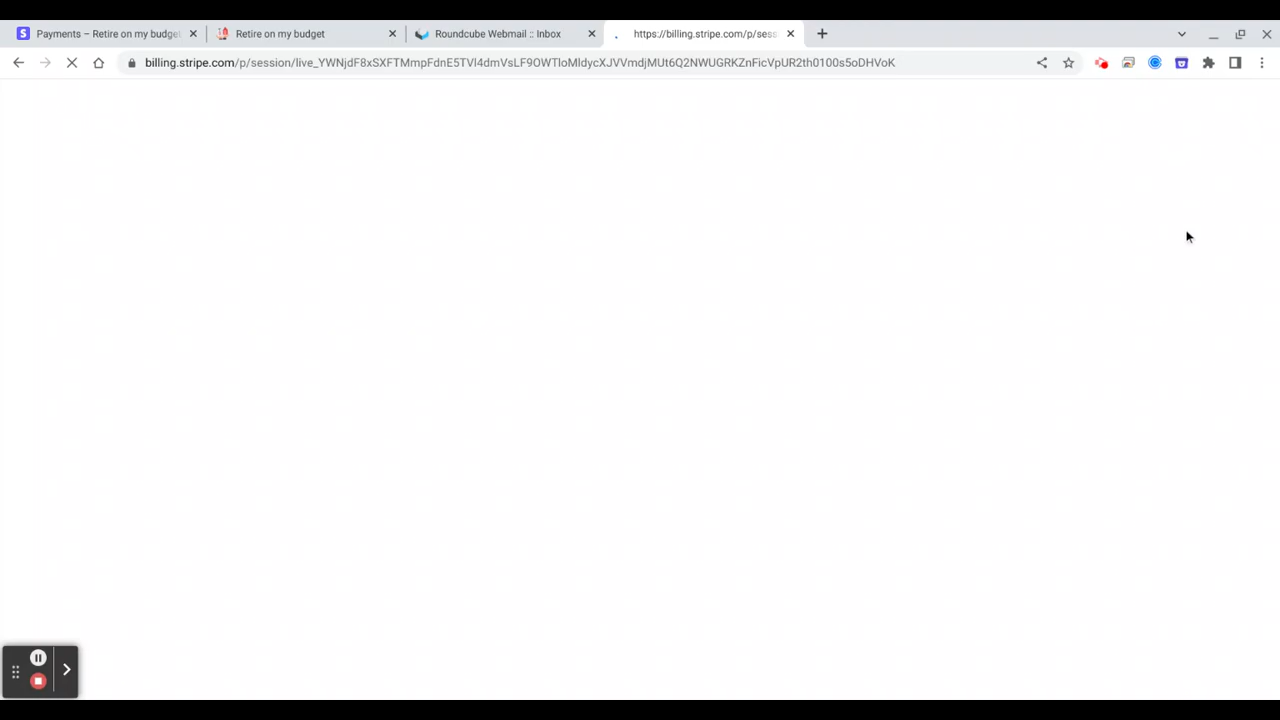 Payments – Retire on my budge
Retire on my budget
Roundcube Webmail :: Inbox
https://billing.stripe.com/p/sess
billing.stripe.com/p/session/live_YWNjdF8xSXFTMmpFdnE5TVl4dmVsLF9OWTloMldycXJVVmdjMUt6Q2NWUGRKZnFicVpUR2th0100s5oDHVoK